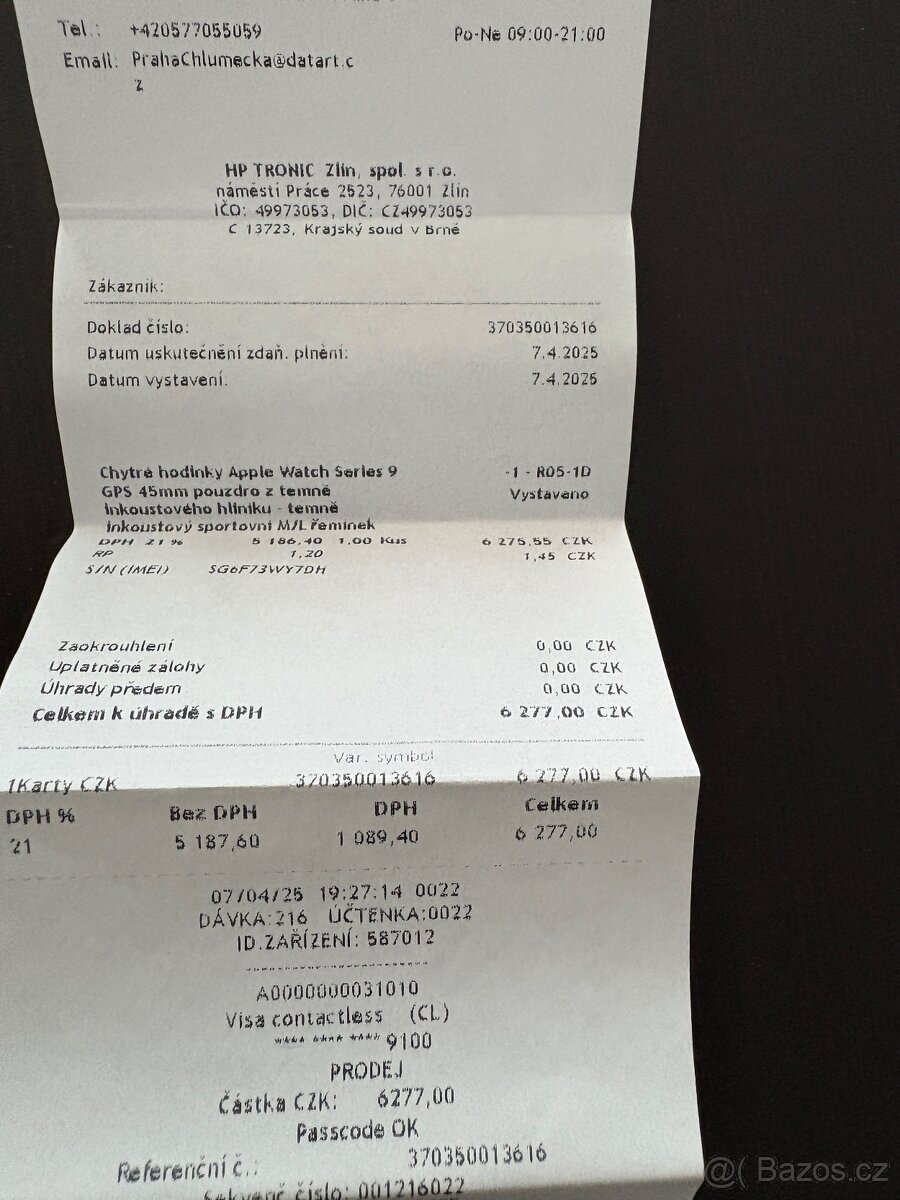 Tel.: +420577055059 Po-Ne 09:00-21:00
Email: PrahaChlumecka@datart.c
z
HP TRONIC Zlín, spol. s r.o.
náměstí Práce 2523, 76001 Zlín
IČO: 49973053, DIČ: CZ49973053
C 13723, Krajský soud v Brně
Zákazník:
Doklad číslo: 370350013616
Datum uskutečnění zdaň. plnění: 7.4.2025
Datum vystavení: 7.4.2025
Chytré hodinky Apple Watch Series 9 -1 - R05-1D
GPS 45mm pouzdro z temně Vystaveno
inkoustového hliníku - temně
inkoustový sportovní M/L řemínek
DPH 21 % 5 186,40 1,00 Kus 6 275,55 CZK
RP 1,20 1,45 CZK
S/N (IMEI) SG6F73WY7DH
Zaokrouhlení 0,00 CZK
Uplatněné zálohy 0,00 CZK
Úhrady předem 0,00 CZK
Celkem k úhradě s DPH 6 277,00 CZK
Var. symbol
1Karty CZK 370350013616 6 277,00 CZK
DPH % Bez DPH DPH Celkem
21 5 187,60 1 089,40 6 277,00
07/04/25 19:27:14 0022
DÁVKA:216 ÚČTENKA:0022
ID.ZAŘÍZENÍ: 587012
A0000000031010
Visa contactless (CL)
**** **** **** 9100
PRODEJ
Částka CZK: 6277,00
Passcode OK
Referenční č.: 370350013616
Sekvenč číslo: 001216022
@( Bazos.cz